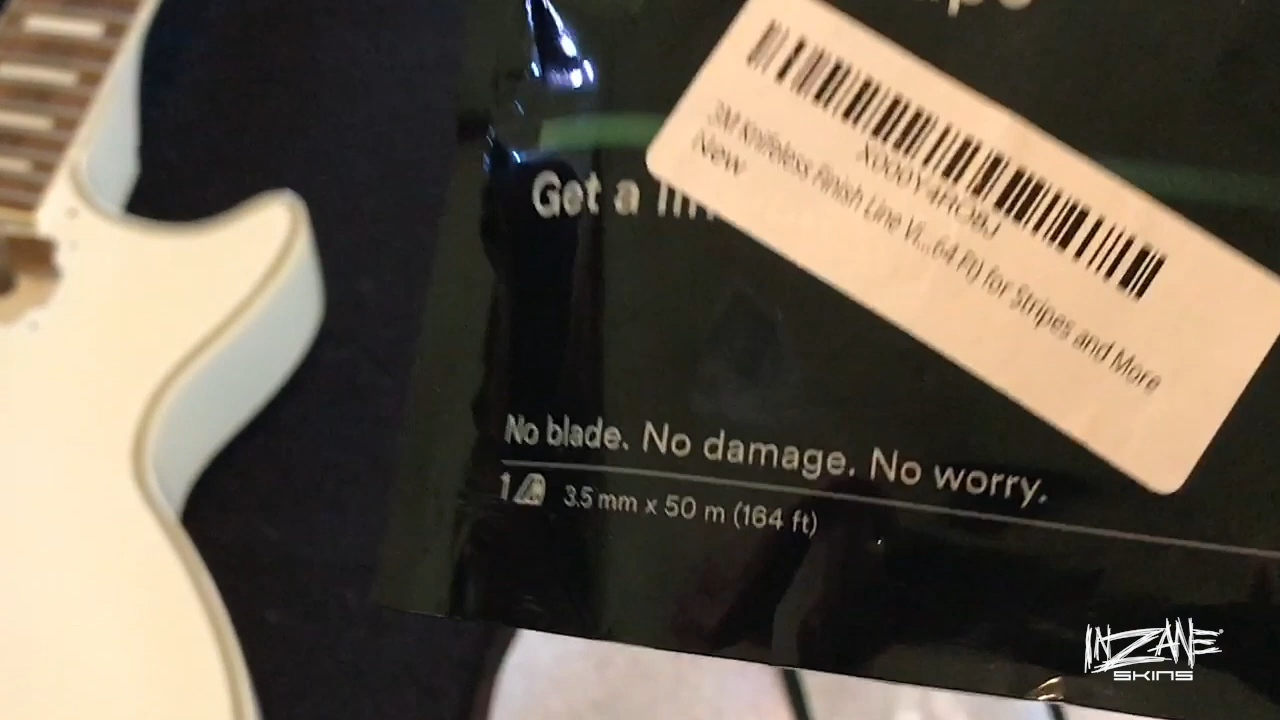 X000Y4HOBJ
3M Knifeless Finish Line Vi...64 Ft) for Stripes and More
New
Get a
No blade. No damage. No worry.
1 3.5 mm x 50 m (164 ft)
INZANE
SKINS